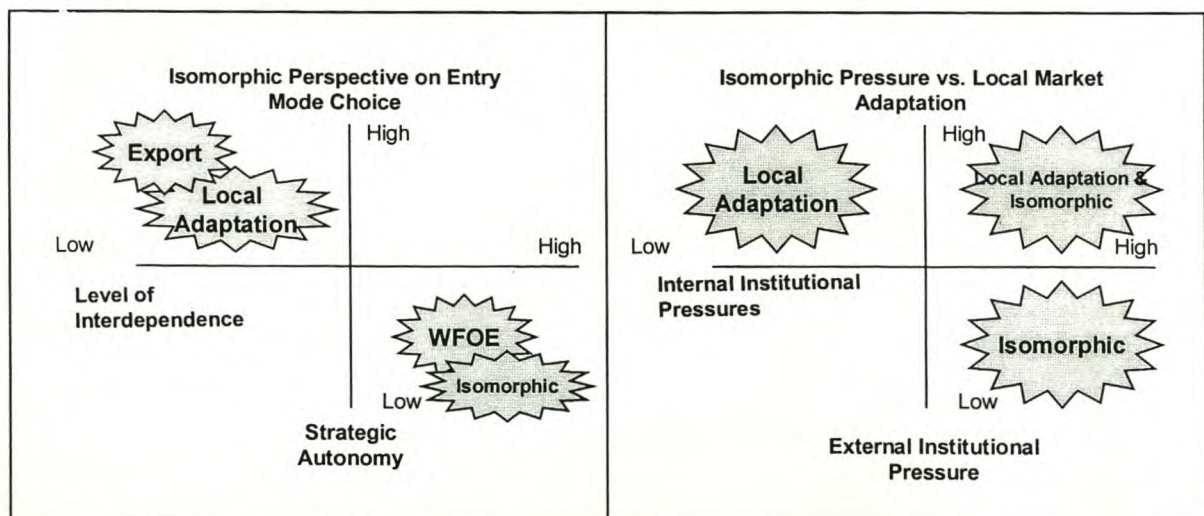 Isomorphic Perspective on Entry
Mode Choice
High
Export
Local
Adaptation
Low
High
Level of
Interdependence
WFOE
Isomorphic
Low
Strategic
Autonomy
Isomorphic Pressure vs. Local Market
Adaptation
High
Local
Adaptation
Local Adaptation &
Isomorphic
Low
High
Internal Institutional
Pressures
Isomorphic
Low
External Institutional
Pressure